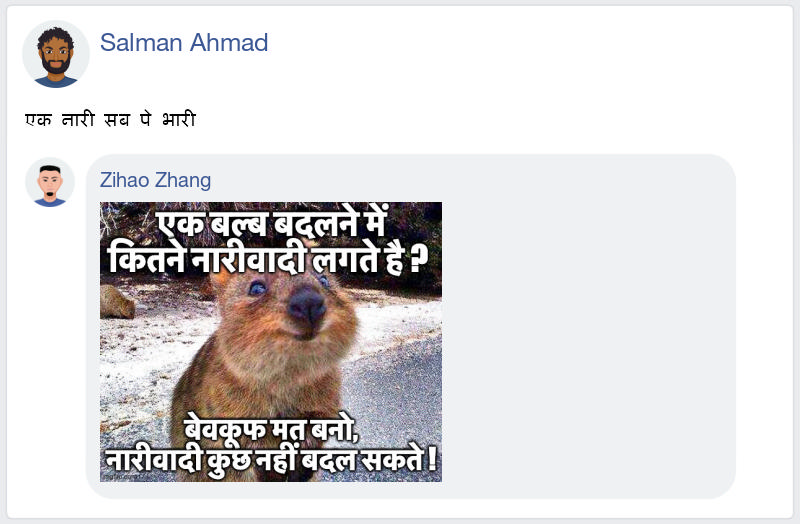 Salman Ahmad
एक नारी सब पे भारी
Zihao Zhang
एक बल्ब बदलने में
कितने नारीवादी लगते है ?
बेवकूफ मत बनो,
नारीवादी कुछ नहीं बदल सकते !